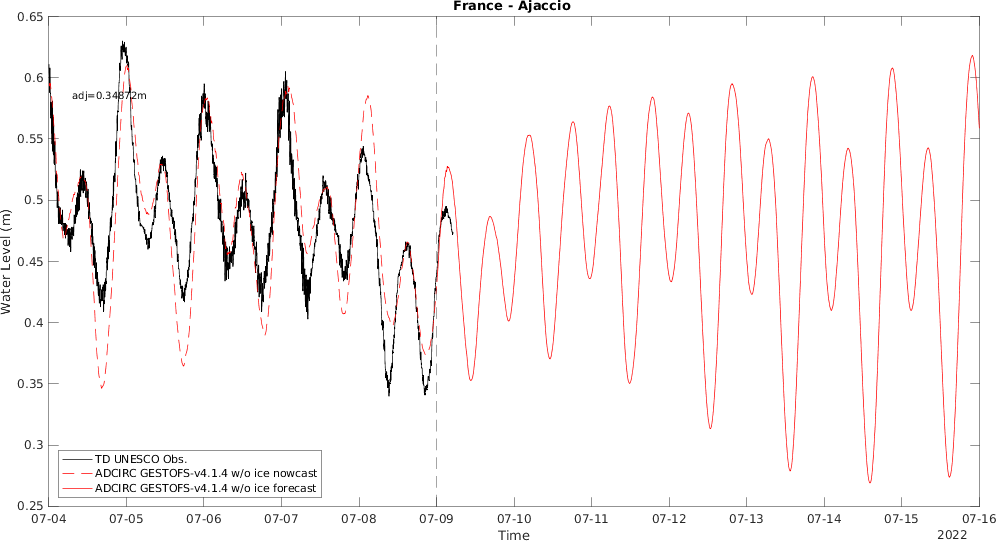 France - Ajaccio
0.65
0.6
0.55
0.5
0.45
0.4
0.35
0.3
0.25
Water Level (m)
adj=0.34872m
TD UNESCO Obs.
ADCIRC GESTOFS-v4.1.4 w/o ice nowcast
ADCIRC GESTOFS-v4.1.4 w/o ice forecast
07-04 07-05 07-06 07-07 07-08 07-09 07-10 07-11 07-12 07-13 07-14 07-15 07-16
Time
2022